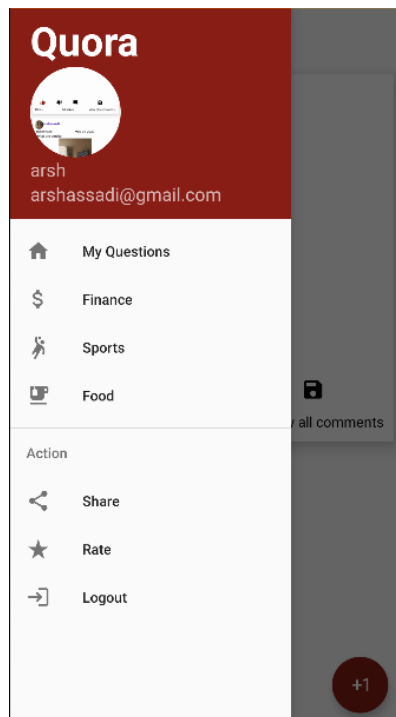 Quora
arsh
arshassadi@gmail.com
My Questions
Finance
Sports
Food
all comments
Action
Share
Rate
Logout
+1